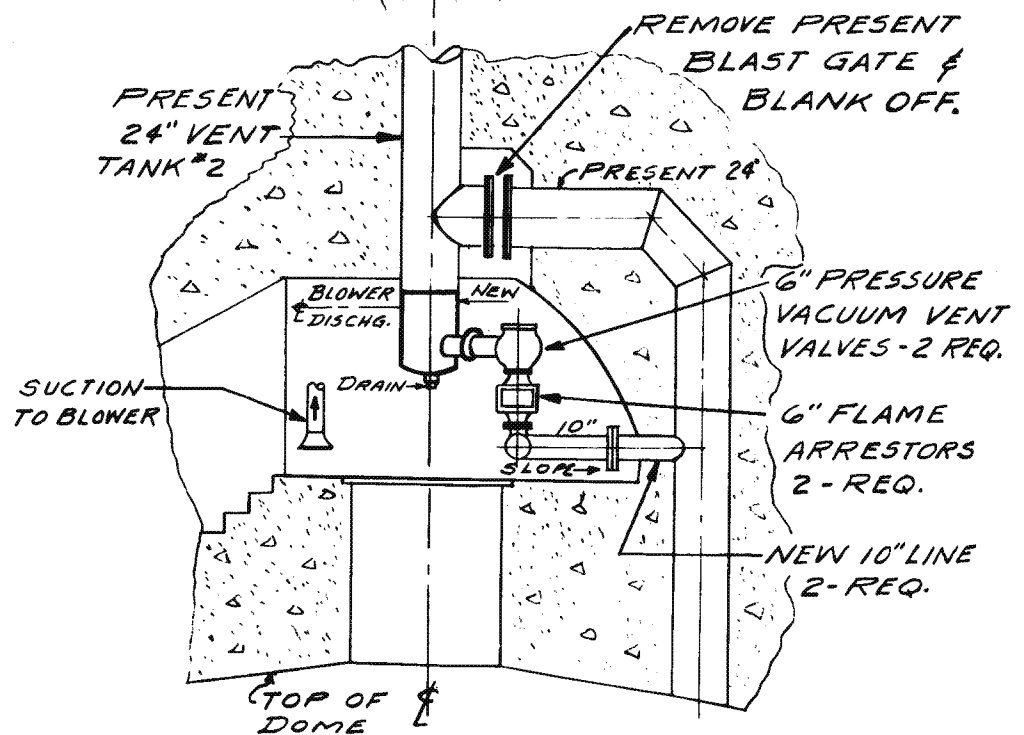 REMOVE PRESENT
BLAST GATE &
BLANK OFF.
PRESENT
24" VENT
TANK #2
PRESENT 24"
6" PRESSURE
VACUUM VENT
VALVES - 2 REQ.
BLOWER
℄ DISCHG.
NEW
DRAIN
SUCTION
TO BLOWER
10"
SLOPE
6" FLAME
ARRESTORS
2 - REQ.
NEW 10" LINE
2 - REQ.
TOP OF
DOME
℄